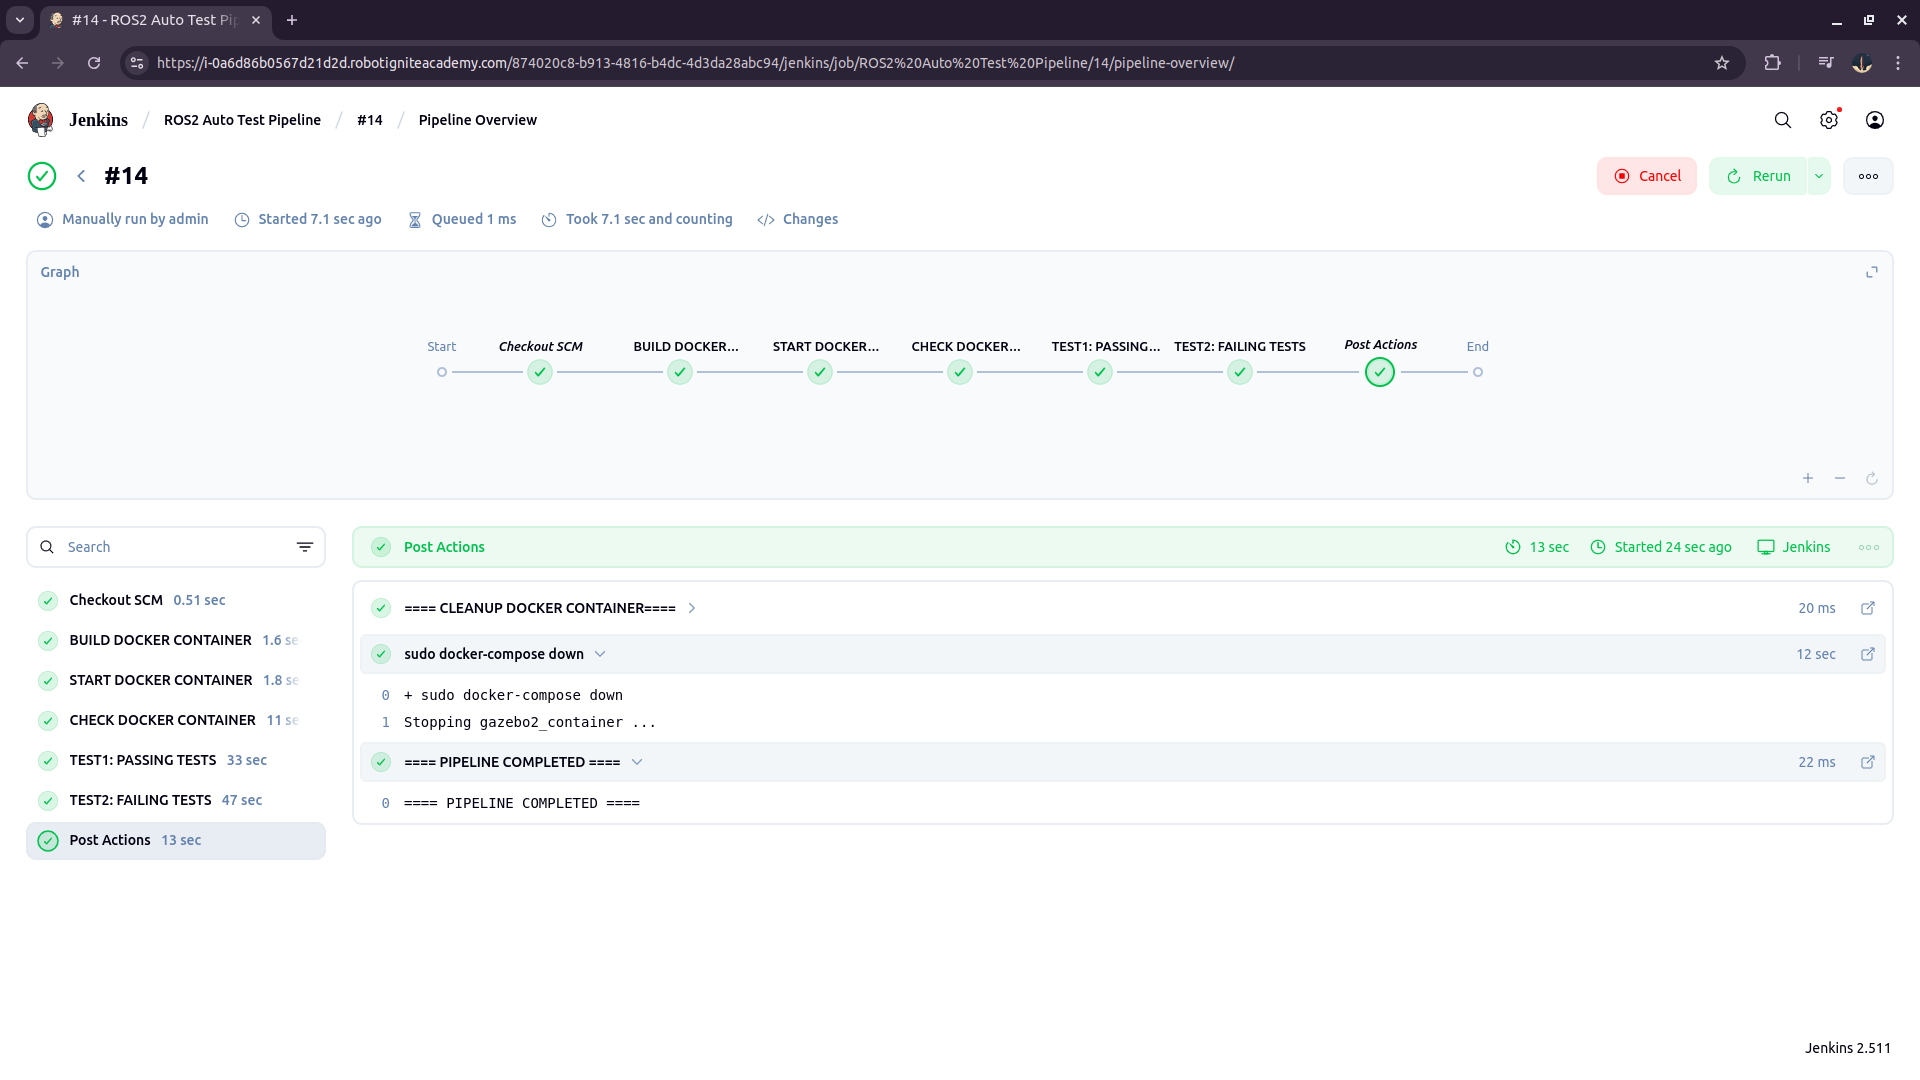 #14 - ROS2 Auto Test Pip
https://i-0a6d86b0567d21d2d.robotigniteacademy.com/874020c8-b913-4816-b4dc-4d3da28abc94/jenkins/job/ROS2%20Auto%20Test%20Pipeline/14/pipeline-overview/
Jenkins / ROS2 Auto Test Pipeline / #14 / Pipeline Overview
#14
Cancel
Rerun
Manually run by admin
Started 7.1 sec ago
Queued 1 ms
Took 7.1 sec and counting
Changes
Graph
Start
Checkout SCM
BUILD DOCKER...
START DOCKER...
CHECK DOCKER...
TEST1: PASSING...
TEST2: FAILING TESTS
Post Actions
End
Search
Checkout SCM 0.51 sec
BUILD DOCKER CONTAINER 1.6 se
START DOCKER CONTAINER 1.8 se
CHECK DOCKER CONTAINER 11 se
TEST1: PASSING TESTS 33 sec
TEST2: FAILING TESTS 47 sec
Post Actions 13 sec
Post Actions
13 sec
Started 24 sec ago
Jenkins
==== CLEANUP DOCKER CONTAINER====
20 ms
sudo docker-compose down
12 sec
0 + sudo docker-compose down
1 Stopping gazebo2_container ...
==== PIPELINE COMPLETED ====
22 ms
0 ==== PIPELINE COMPLETED ====
Jenkins 2.511